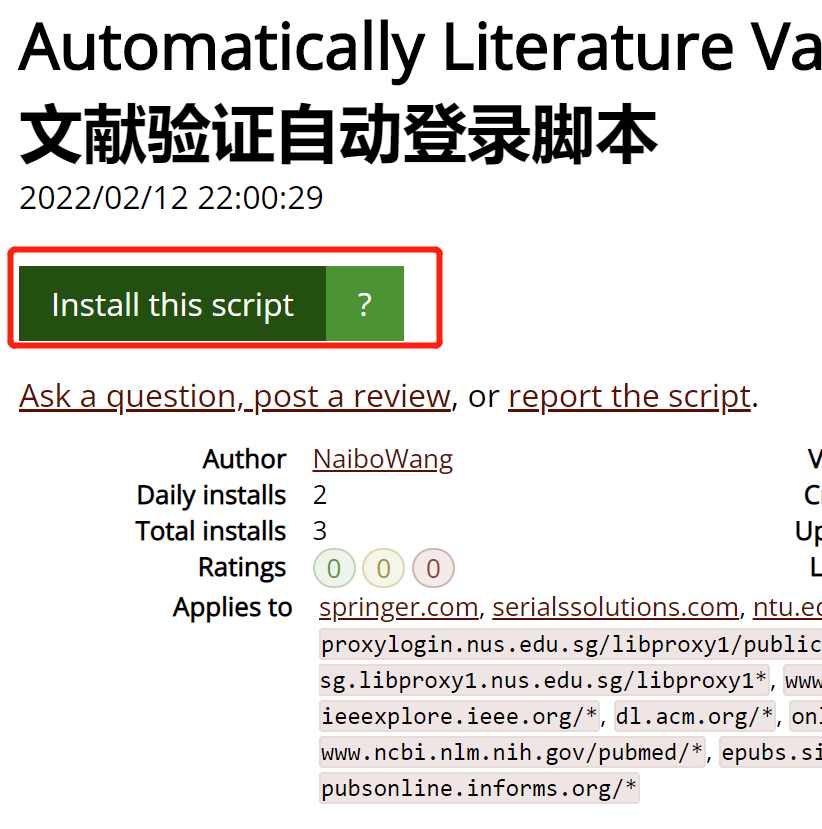 Automatically Literature Va
文献验证自动登录脚本
2022/02/12 22:00:29
Install this script ?
Ask a question, post a review, or report the script.
Author NaiboWang
Daily installs 2
Total installs 3
Ratings 0 0 0
Applies to springer.com, serialssolutions.com, ntu.ed
proxylogin.nus.edu.sg/libproxy1/public
sg.libproxy1.nus.edu.sg/libproxy1*, www
ieeexplore.ieee.org/*, dl.acm.org/*, onl
www.ncbi.nlm.nih.gov/pubmed/*, epubs.si
pubsonline.informs.org/*